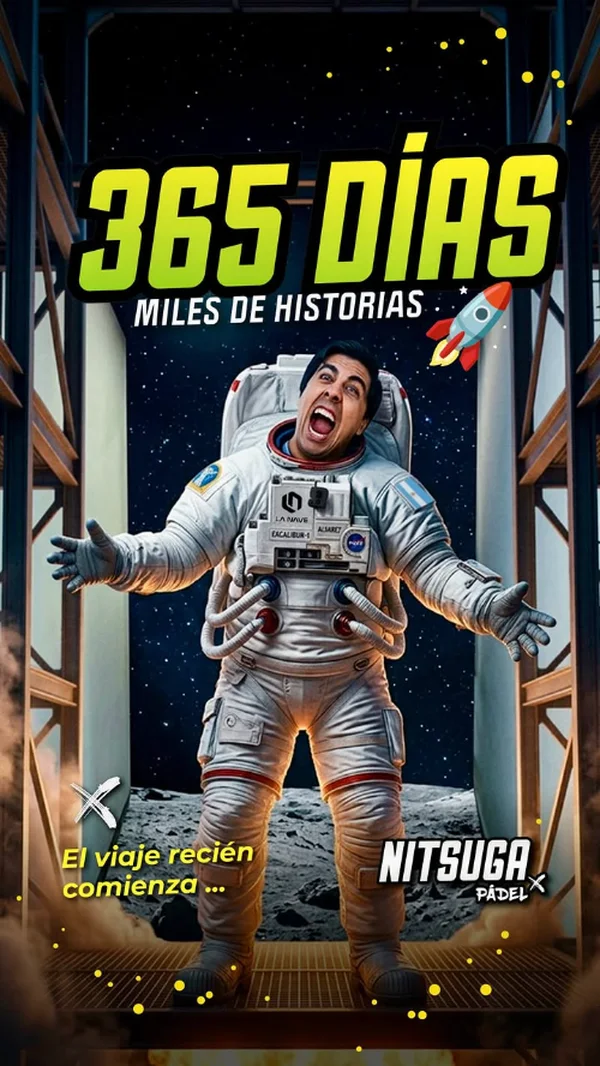 365 DÍAS
MILES DE HISTORIAS
LA NAVE
EXCALIBUR-1
ALVAREZ
El viaje recién
comienza ...
NITSUGA
PÁDEL